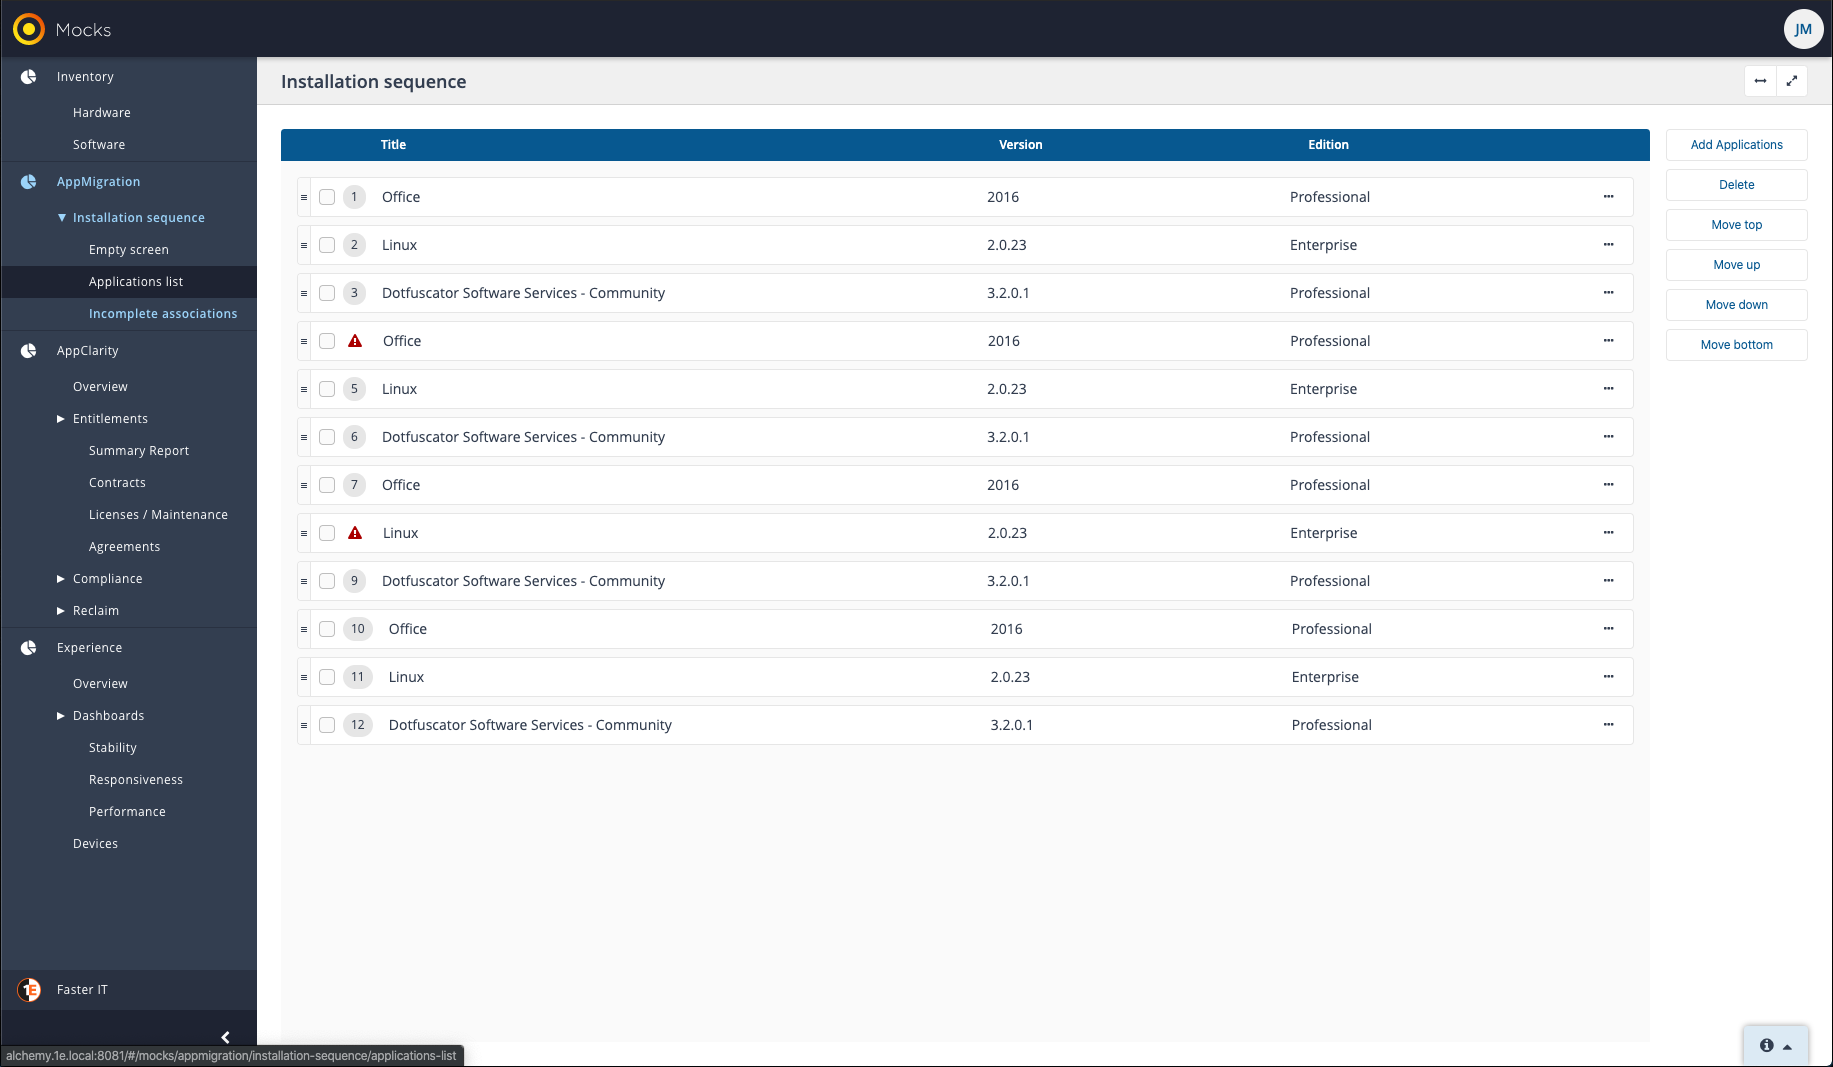 Mocks
JM
Inventory
Hardware
Software
AppMigration
Installation sequence
Empty screen
Applications list
Incomplete associations
AppClarity
Overview
Entitlements
Summary Report
Contracts
Licenses / Maintenance
Agreements
Compliance
Reclaim
Experience
Overview
Dashboards
Stability
Responsiveness
Performance
Devices
1E Faster IT
alchemy.1e.local:8081/#/mocks/appmigration/installation-sequence/applications-list
Installation sequence
Title Version Edition
1 Office 2016 Professional
2 Linux 2.0.23 Enterprise
3 Dotfuscator Software Services - Community 3.2.0.1 Professional
Office 2016 Professional
5 Linux 2.0.23 Enterprise
6 Dotfuscator Software Services - Community 3.2.0.1 Professional
7 Office 2016 Professional
Linux 2.0.23 Enterprise
9 Dotfuscator Software Services - Community 3.2.0.1 Professional
10 Office 2016 Professional
11 Linux 2.0.23 Enterprise
12 Dotfuscator Software Services - Community 3.2.0.1 Professional
Add Applications
Delete
Move top
Move up
Move down
Move bottom